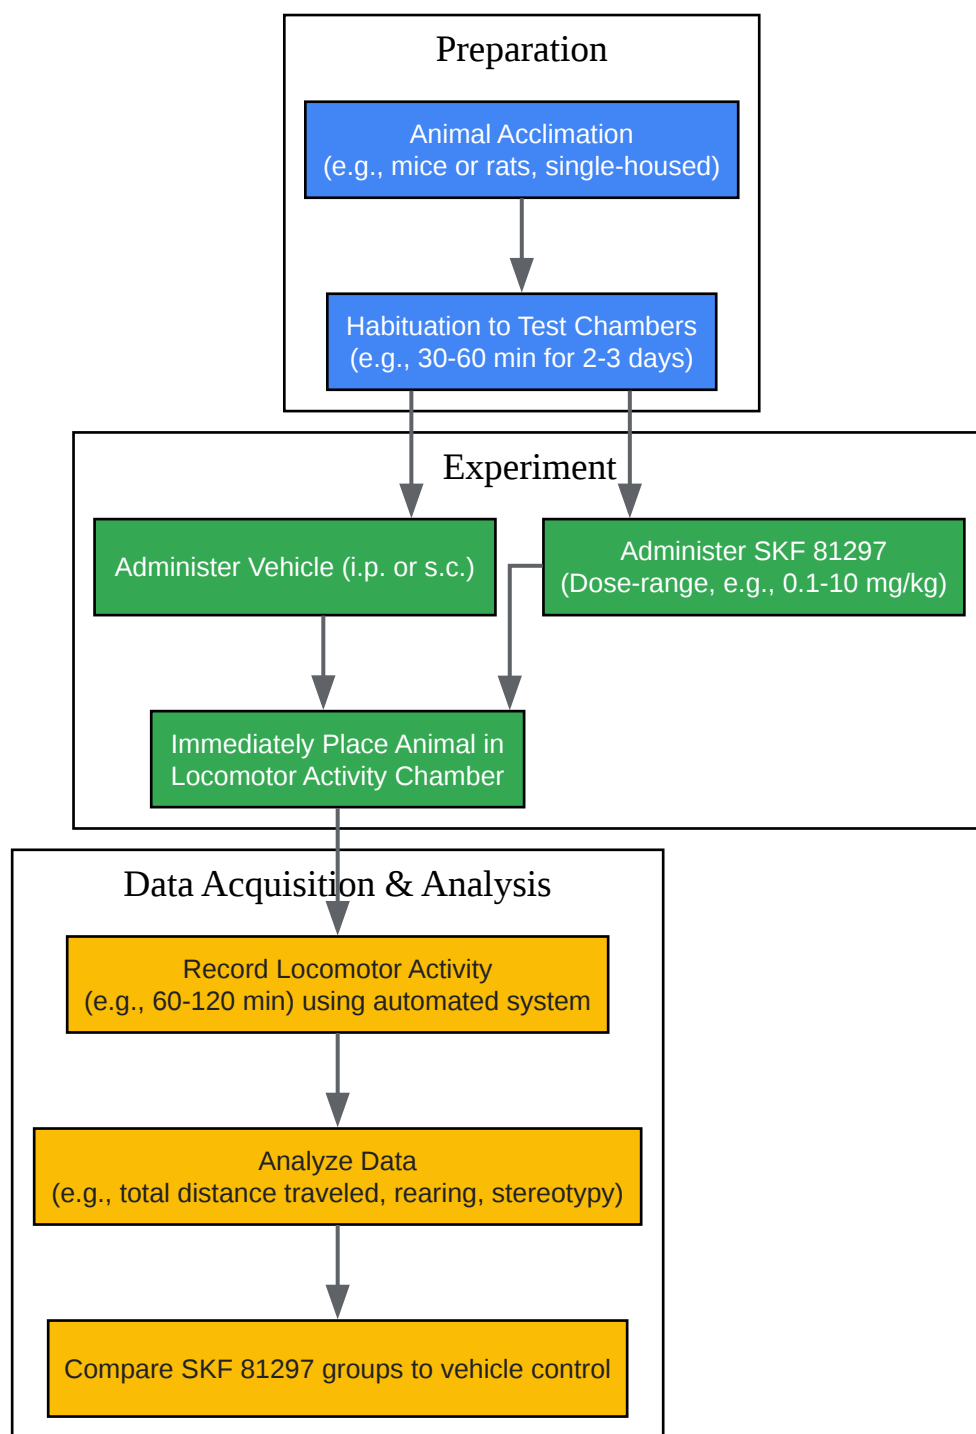 Preparation
Animal Acclimation
(e.g., mice or rats, single-housed)
Habituation to Test Chambers
(e.g., 30-60 min for 2-3 days)
Experiment
Administer Vehicle (i.p. or s.c.)
Administer SKF 81297
(Dose-range, e.g., 0.1-10 mg/kg)
Immediately Place Animal in
Locomotor Activity Chamber
Data Acquisition & Analysis
Record Locomotor Activity
(e.g., 60-120 min) using automated system
Analyze Data
(e.g., total distance traveled, rearing, stereotypy)
Compare SKF 81297 groups to vehicle control